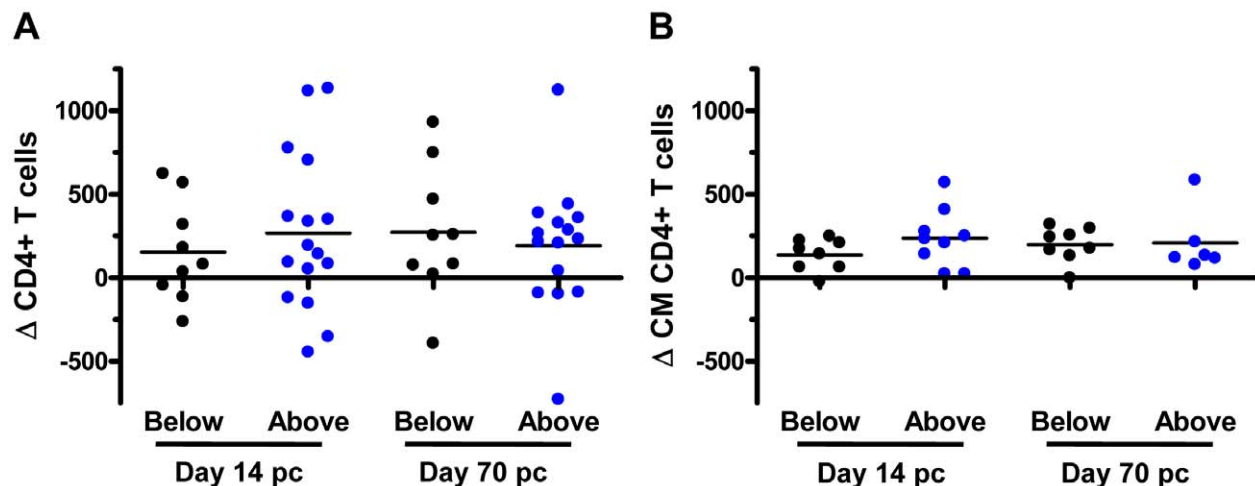 A
Δ CD4+ T cells
1000
500
0
-500
Below Above Below Above
Day 14 pc Day 70 pc
B
Δ CM CD4+ T cells
1000
500
0
-500
Below Above Below Above
Day 14 pc Day 70 pc